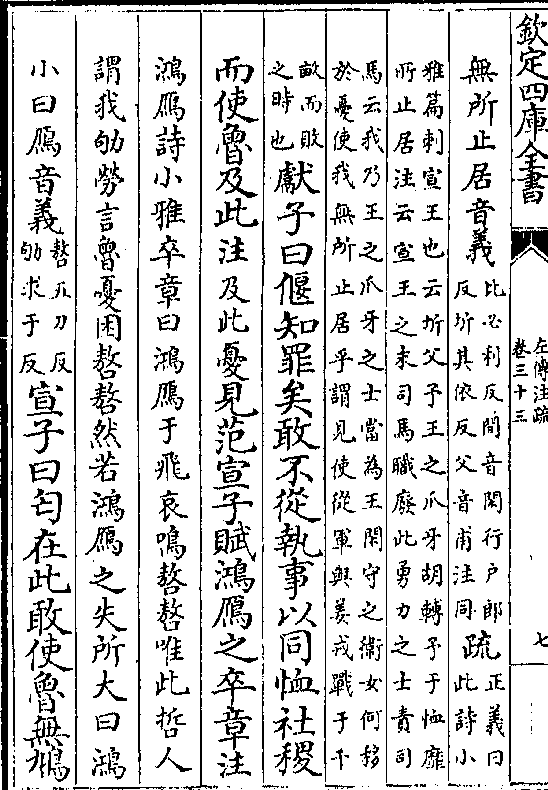 欽定四庫全書
左傳注疏
卷三十三
七
無所止居音義比必利反間音閑行户郎
反圻其依反父音甫注同疏正義曰
此詩小
雅篇刺宣王也云圻父予王之爪牙胡轉予于恤靡
所止居注云宣王之末司馬職廢此勇力之士責司
馬云我乃王之爪牙之士當為王閑守之衛女何移
於憂使我無所止居乎謂見使從軍與姜戎戰于千
畝而敗
之時也獻子曰偃知罪矣敢不從執事以同恤社稷
而使魯及此注及此憂見范宣子賦鴻鴈之卒章注
鴻鴈詩小雅卒章曰鴻鴈于飛哀鳴嗸嗸唯此哲人
謂我劬勞言魯憂困嗸嗸然若鴻鴈之失所大曰鴻
小曰鴈音義嗸五刀反
劬求于反宣子曰匄在此敢使魯無鳩